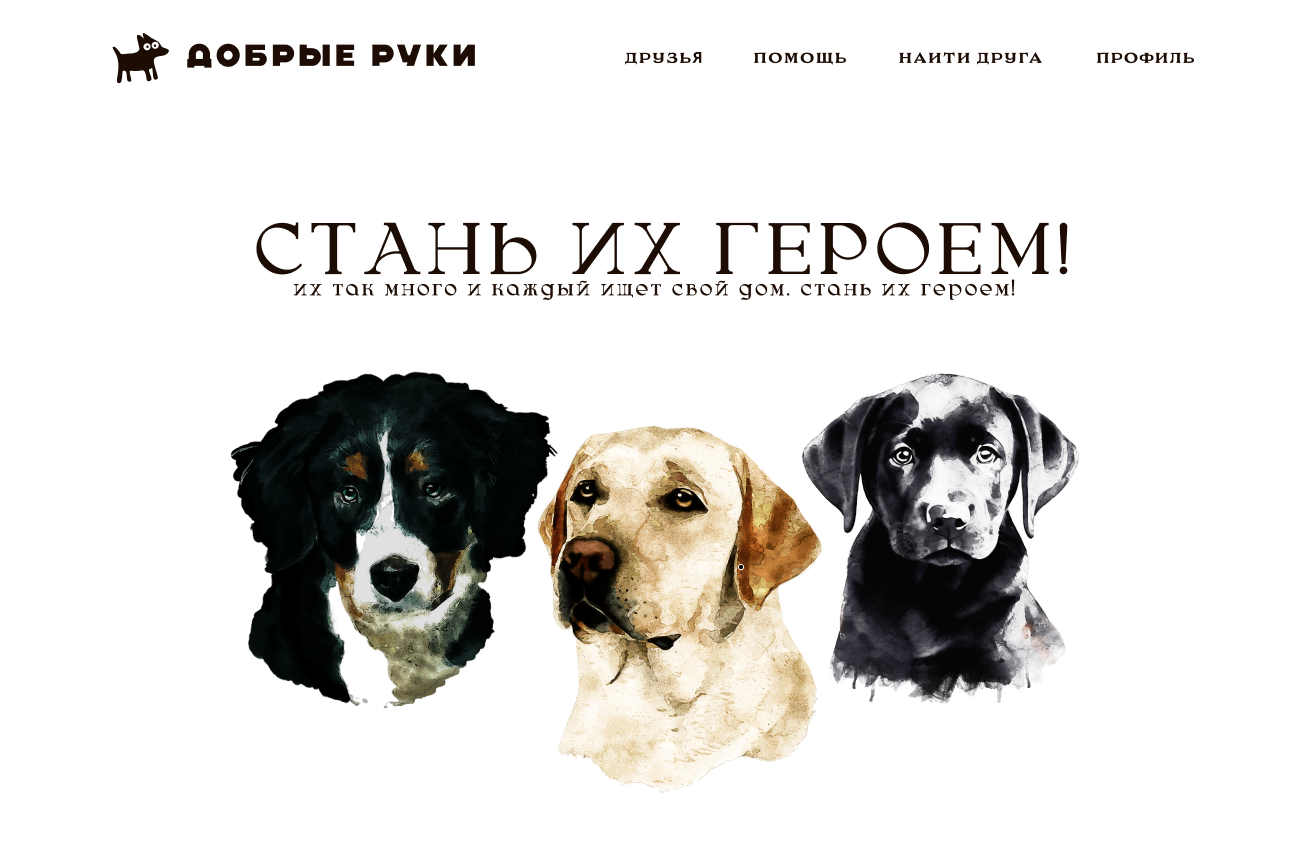 ДОБРЫЕ РУКИ
ДРУЗЬЯ ПОМОЩЬ НАИТИ ДРУГА ПРОФИЛЬ
СТАНЬ ИХ ГЕРОЕМ!
их так много и каждый ищет свой дом. стань их героем!